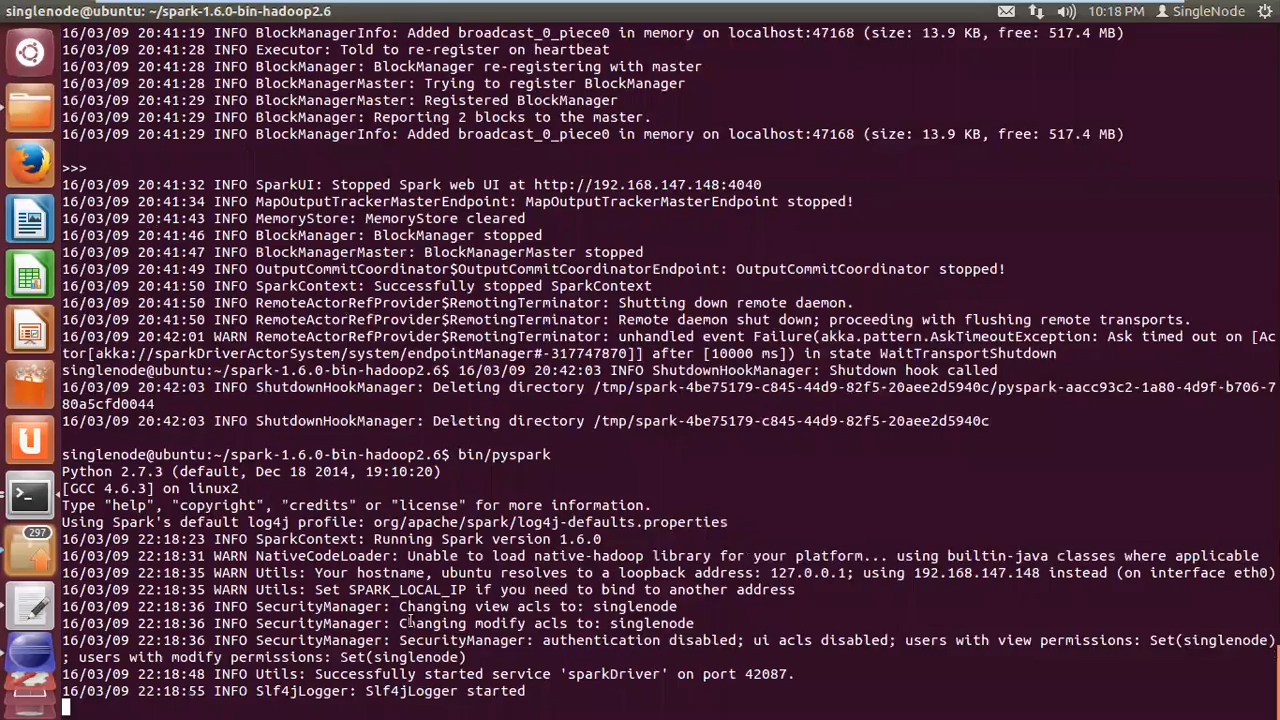 singlenode@ubuntu: ~/spark-1.6.0-bin-hadoop2.6
10:18 PM
SingleNode
16/03/09 20:41:19 INFO BlockManagerInfo: Added broadcast_0_piece0 in memory on localhost:47168 (size: 13.9 KB, free: 517.4 MB)
16/03/09 20:41:28 INFO Executor: Told to re-register on heartbeat
16/03/09 20:41:28 INFO BlockManager: BlockManager re-registering with master
16/03/09 20:41:28 INFO BlockManagerMaster: Trying to register BlockManager
16/03/09 20:41:29 INFO BlockManagerMaster: Registered BlockManager
16/03/09 20:41:29 INFO BlockManager: Reporting 2 blocks to the master.
16/03/09 20:41:29 INFO BlockManagerInfo: Added broadcast_0_piece0 in memory on localhost:47168 (size: 13.9 KB, free: 517.4 MB)
>>>
16/03/09 20:41:32 INFO SparkUI: Stopped Spark web UI at http://192.168.147.148:4040
16/03/09 20:41:34 INFO MapOutputTrackerMasterEndpoint: MapOutputTrackerMasterEndpoint stopped!
16/03/09 20:41:43 INFO MemoryStore: MemoryStore cleared
16/03/09 20:41:46 INFO BlockManager: BlockManager stopped
16/03/09 20:41:47 INFO BlockManagerMaster: BlockManagerMaster stopped
16/03/09 20:41:49 INFO OutputCommitCoordinator$OutputCommitCoordinatorEndpoint: OutputCommitCoordinator stopped!
16/03/09 20:41:50 INFO SparkContext: Successfully stopped SparkContext
16/03/09 20:41:50 INFO RemoteActorRefProvider$RemotingTerminator: Shutting down remote daemon.
16/03/09 20:41:50 INFO RemoteActorRefProvider$RemotingTerminator: Remote daemon shut down; proceeding with flushing remote transports.
16/03/09 20:42:01 WARN RemoteActorRefProvider$RemotingTerminator: unhandled event Failure(akka.pattern.AskTimeoutException: Ask timed out on [Ac
tor[akka://sparkDriverActorSystem/system/endpointManager#-317747870]] after [10000 ms]) in state WaitTransportShutdown
singlenode@ubuntu:~/spark-1.6.0-bin-hadoop2.6$ 16/03/09 20:42:03 INFO ShutdownHookManager: Shutdown hook called
16/03/09 20:42:03 INFO ShutdownHookManager: Deleting directory /tmp/spark-4be75179-c845-44d9-82f5-20aee2d5940c/pyspark-aacc93c2-1a80-4d9f-b706-7
80a5cfd0044
16/03/09 20:42:03 INFO ShutdownHookManager: Deleting directory /tmp/spark-4be75179-c845-44d9-82f5-20aee2d5940c
singlenode@ubuntu:~/spark-1.6.0-bin-hadoop2.6$ bin/pyspark
Python 2.7.3 (default, Dec 18 2014, 19:10:20)
[GCC 4.6.3] on linux2
Type "help", "copyright", "credits" or "license" for more information.
Using Spark's default log4j profile: org/apache/spark/log4j-defaults.properties
16/03/09 22:18:23 INFO SparkContext: Running Spark version 1.6.0
16/03/09 22:18:31 WARN NativeCodeLoader: Unable to load native-hadoop library for your platform... using builtin-java classes where applicable
16/03/09 22:18:35 WARN Utils: Your hostname, ubuntu resolves to a loopback address: 127.0.0.1; using 192.168.147.148 instead (on interface eth0)
16/03/09 22:18:35 WARN Utils: Set SPARK_LOCAL_IP if you need to bind to another address
16/03/09 22:18:36 INFO SecurityManager: Changing view acls to: singlenode
16/03/09 22:18:36 INFO SecurityManager: Changing modify acls to: singlenode
16/03/09 22:18:36 INFO SecurityManager: SecurityManager: authentication disabled; ui acls disabled; users with view permissions: Set(singlenode)
; users with modify permissions: Set(singlenode)
16/03/09 22:18:48 INFO Utils: Successfully started service 'sparkDriver' on port 42087.
16/03/09 22:18:55 INFO Slf4jLogger: Slf4jLogger started
297